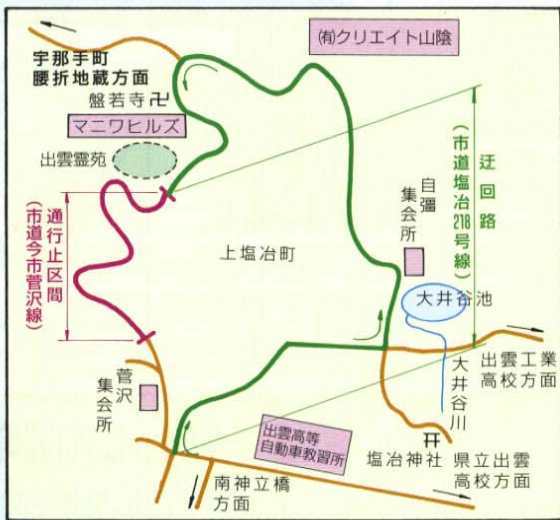 宇那手町
腰折地蔵方面
盤若寺卍
マニワヒルズ
出雲霊苑
㈲クリエイト山陰
通行止区間
(市道今市菅沢線)
上塩冶町
自彊
集会所
迂回路
(市道塩冶218号線)
大井谷池
大井谷川
出雲工業
高校方面
菅沢
集会所
出雲高等
自動車教習所
塩冶神社
県立出雲
高校方面
南神立橋
方面